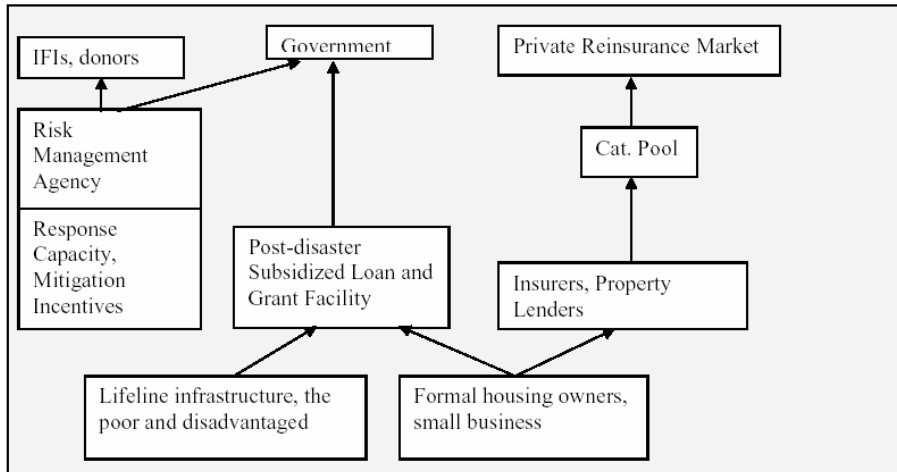 IFIs, donors
Government
Private Reinsurance Market
Risk
Management
Agency
Cat. Pool
Response
Capacity,
Mitigation
Incentives
Post-disaster
Subsidized Loan and
Grant Facility
Insurers, Property
Lenders
Lifeline infrastructure, the
poor and disadvantaged
Formal housing owners,
small business